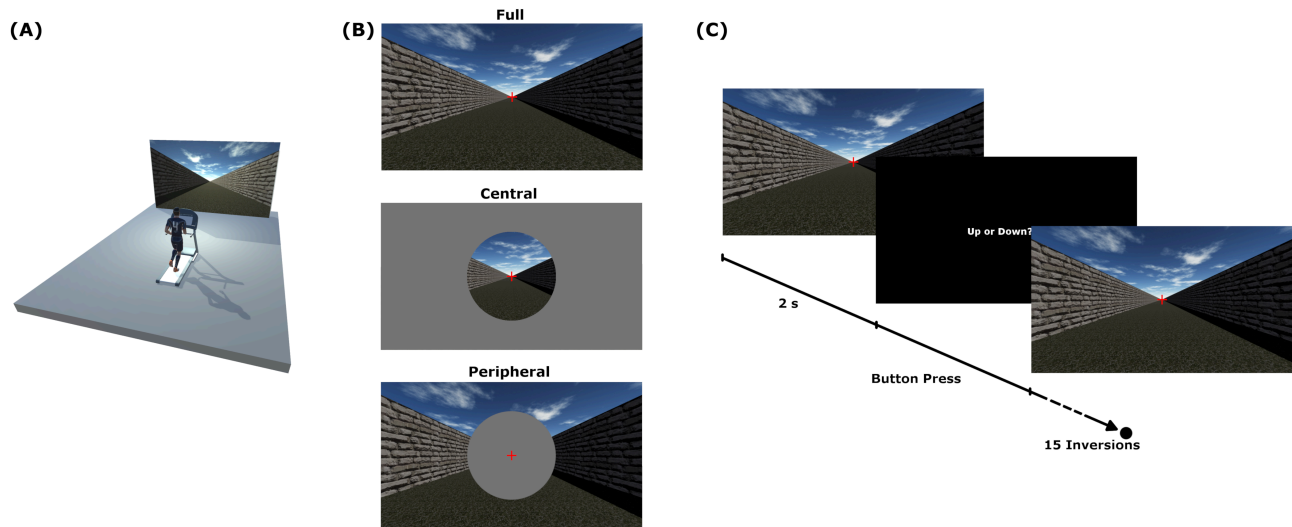 (A)
(B)
Full
Central
Peripheral
(C)
Up or Down?
2 s
Button Press
15 Inversions